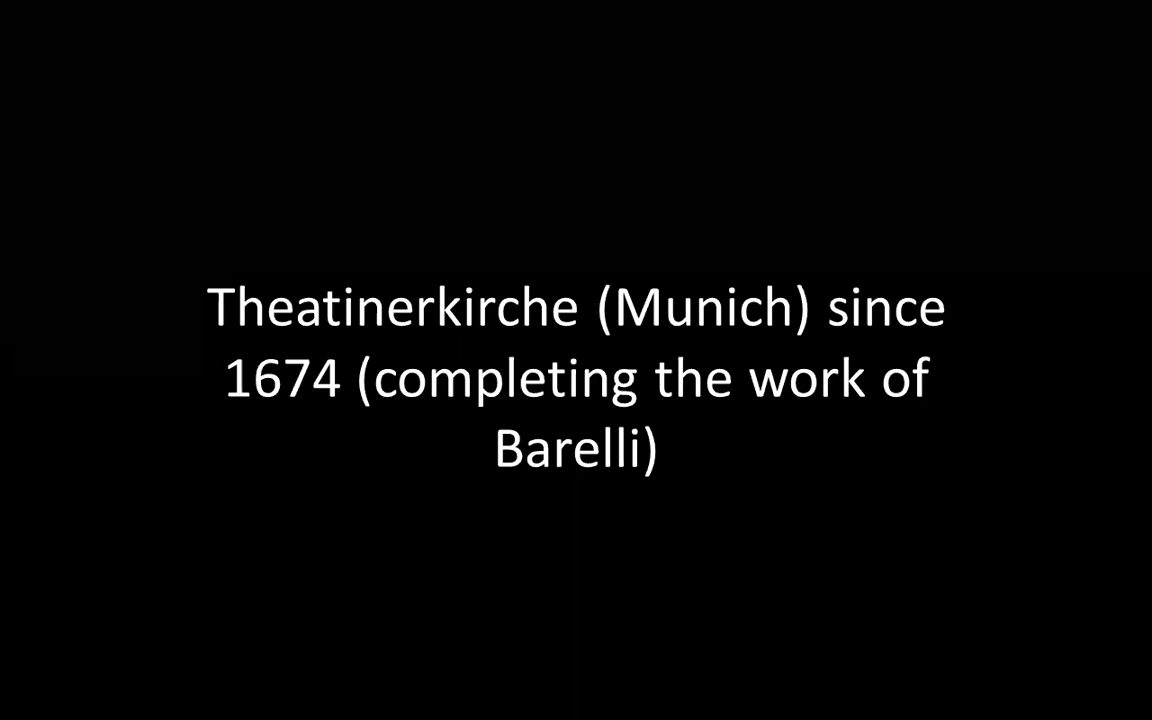 Theatinerkirche (Munich) since
1674 (completing the work of
Barelli)